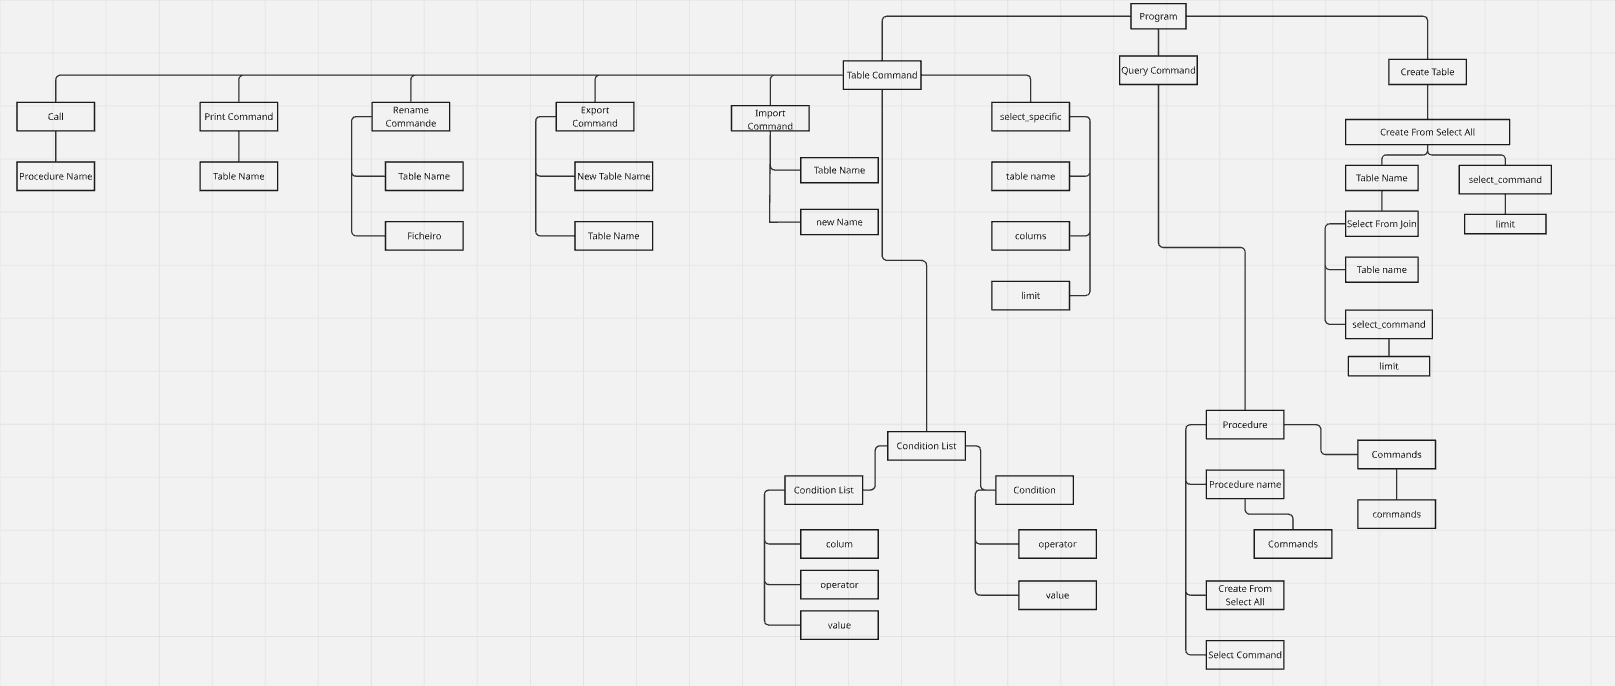 Program
Table Command
Query Command
Create Table
Call
Print Command
Rename
Commande
Export
Command
Import
Command
select_specific
Create From Select All
Procedure Name
Table Name
Table Name
New Table Name
Table Name
table name
Table Name
select_command
Ficheiro
Table Name
new Name
colums
Select From Join
limit
limit
Table name
select_command
limit
Condition List
Procedure
Commands
Condition List
Condition
Procedure name
commands
colum
operator
Commands
operator
value
Create From
Select All
value
Select Command